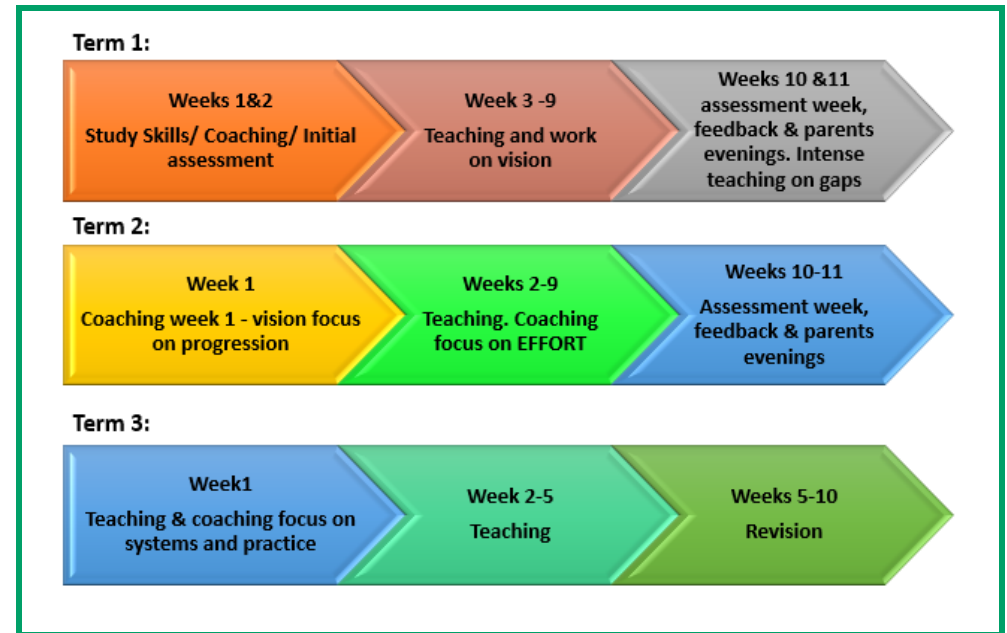 Term 1:
Weeks 1&2
Study Skills/ Coaching/ Initial
assessment
Week 3 -9
Teaching and work
on vision
Weeks 10 &11
assessment week,
feedback & parents
evenings. Intense
teaching on gaps
Term 2:
Week 1
Coaching week 1 - vision focus
on progression
Weeks 2-9
Teaching. Coaching
focus on EFFORT
Weeks 10-11
Assessment week,
feedback & parents
evenings
Term 3:
Week1
Teaching & coaching focus on
systems and practice
Week 2-5
Teaching
Weeks 5-10
Revision